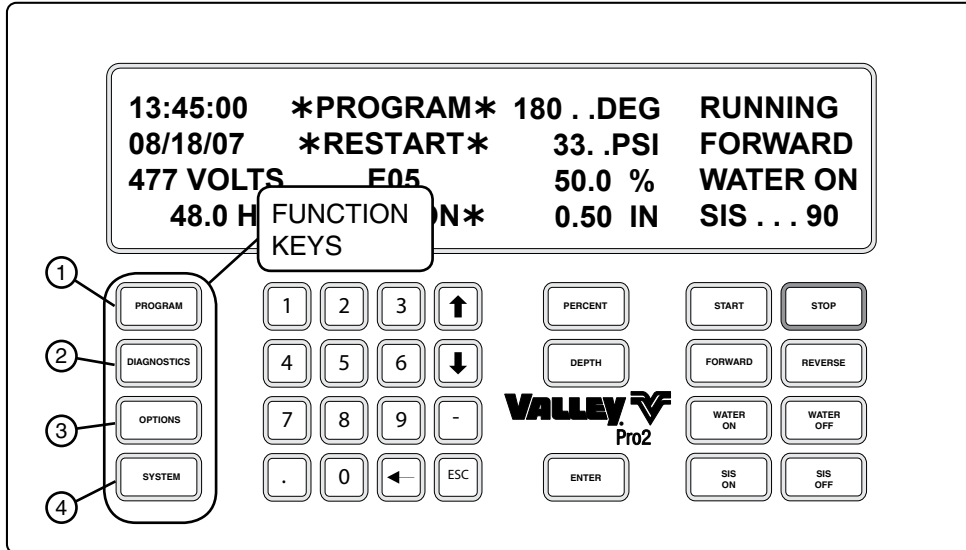 13:45:00 ∗PROGRAM∗ 180 . .DEG RUNNING
08/18/07 ∗RESTART∗ 33. .PSI FORWARD
477 VOLTS E05 50.0 % WATER ON
48.0 H N∗ 0.50 IN SIS . . . 90
FUNCTION
KEYS
1
PROGRAM
1 2 3 ⬆
PERCENT
START
STOP
2
DIAGNOSTICS
4 5 6 ⬇
DEPTH
FORWARD
REVERSE
3
OPTIONS
7 8 9 -
VALLEY
Pro2
WATER
ON
WATER
OFF
4
SYSTEM
. 0 ← ESC
ENTER
SIS
ON
SIS
OFF